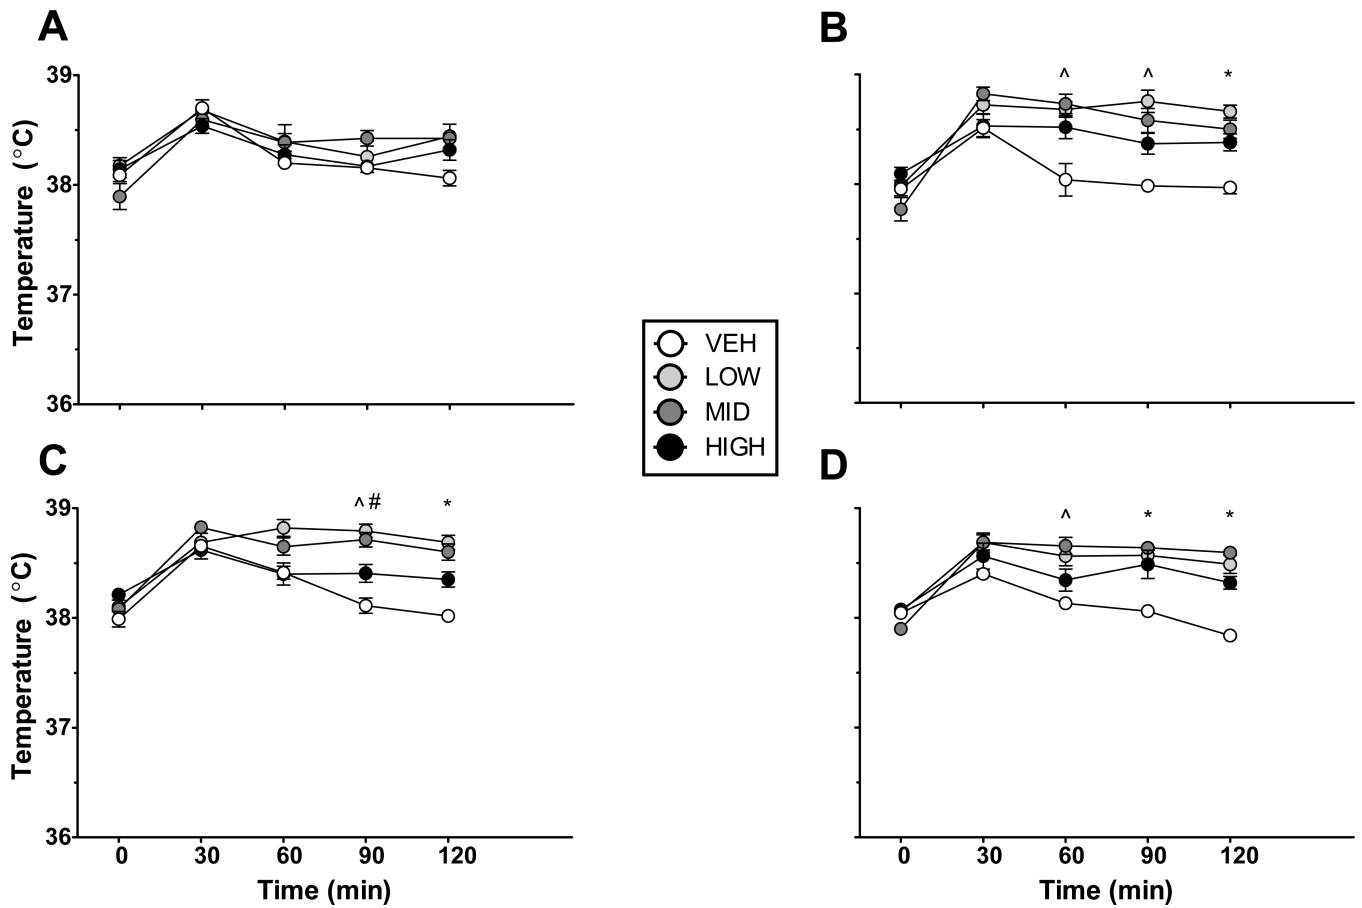 A
B
39
38
37
36
Temperature (°C)
^ ^ *
VEH
LOW
MID
HIGH
C
D
39
38
37
36
Temperature (°C)
^ # *
^ * *
0 30 60 90 120
0 30 60 90 120
Time (min)
Time (min)